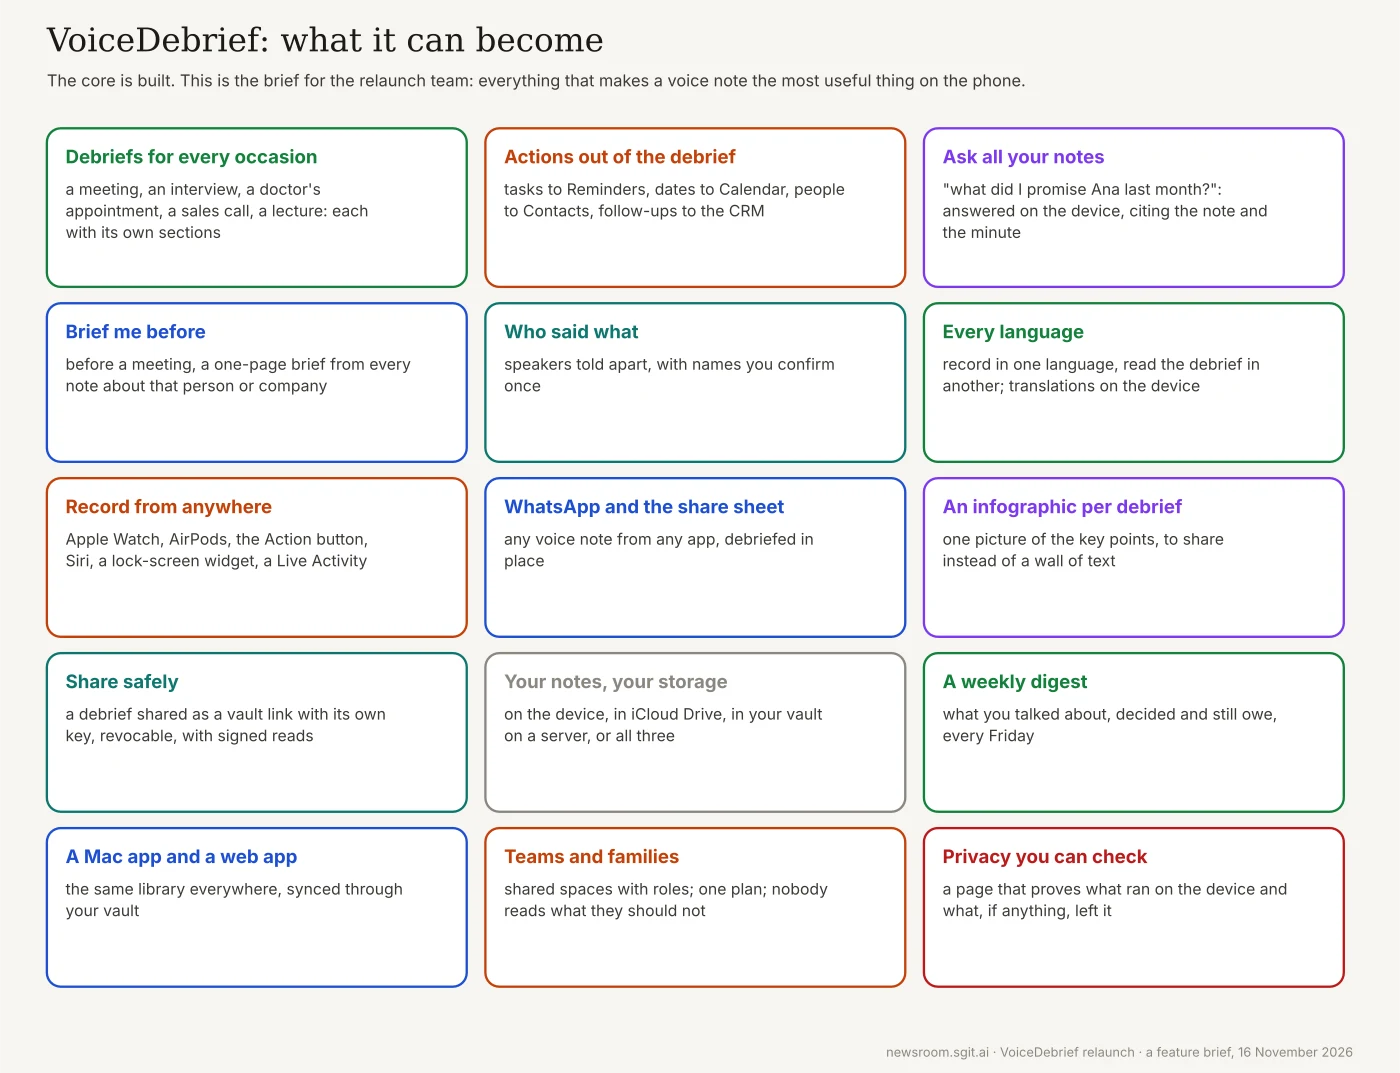 VoiceDebrief: what it can become
The core is built. This is the brief for the relaunch team: everything that makes a voice note the most useful thing on the phone.
Debriefs for every occasion
a meeting, an interview, a doctor's
appointment, a sales call, a lecture: each
with its own sections
Actions out of the debrief
tasks to Reminders, dates to Calendar, people
to Contacts, follow-ups to the CRM
Ask all your notes
"what did I promise Ana last month?":
answered on the device, citing the note and
the minute
Brief me before
before a meeting, a one-page brief from every
note about that person or company
Who said what
speakers told apart, with names you confirm
once
Every language
record in one language, read the debrief in
another; translations on the device
Record from anywhere
Apple Watch, AirPods, the Action button,
Siri, a lock-screen widget, a Live Activity
WhatsApp and the share sheet
any voice note from any app, debriefed in
place
An infographic per debrief
one picture of the key points, to share
instead of a wall of text
Share safely
a debrief shared as a vault link with its own
key, revocable, with signed reads
Your notes, your storage
on the device, in iCloud Drive, in your vault
on a server, or all three
A weekly digest
what you talked about, decided and still owe,
every Friday
A Mac app and a web app
the same library everywhere, synced through
your vault
Teams and families
shared spaces with roles; one plan; nobody
reads what they should not
Privacy you can check
a page that proves what ran on the device and
what, if anything, left it
newsroom.sgit.ai · VoiceDebrief relaunch · a feature brief, 16 November 2026